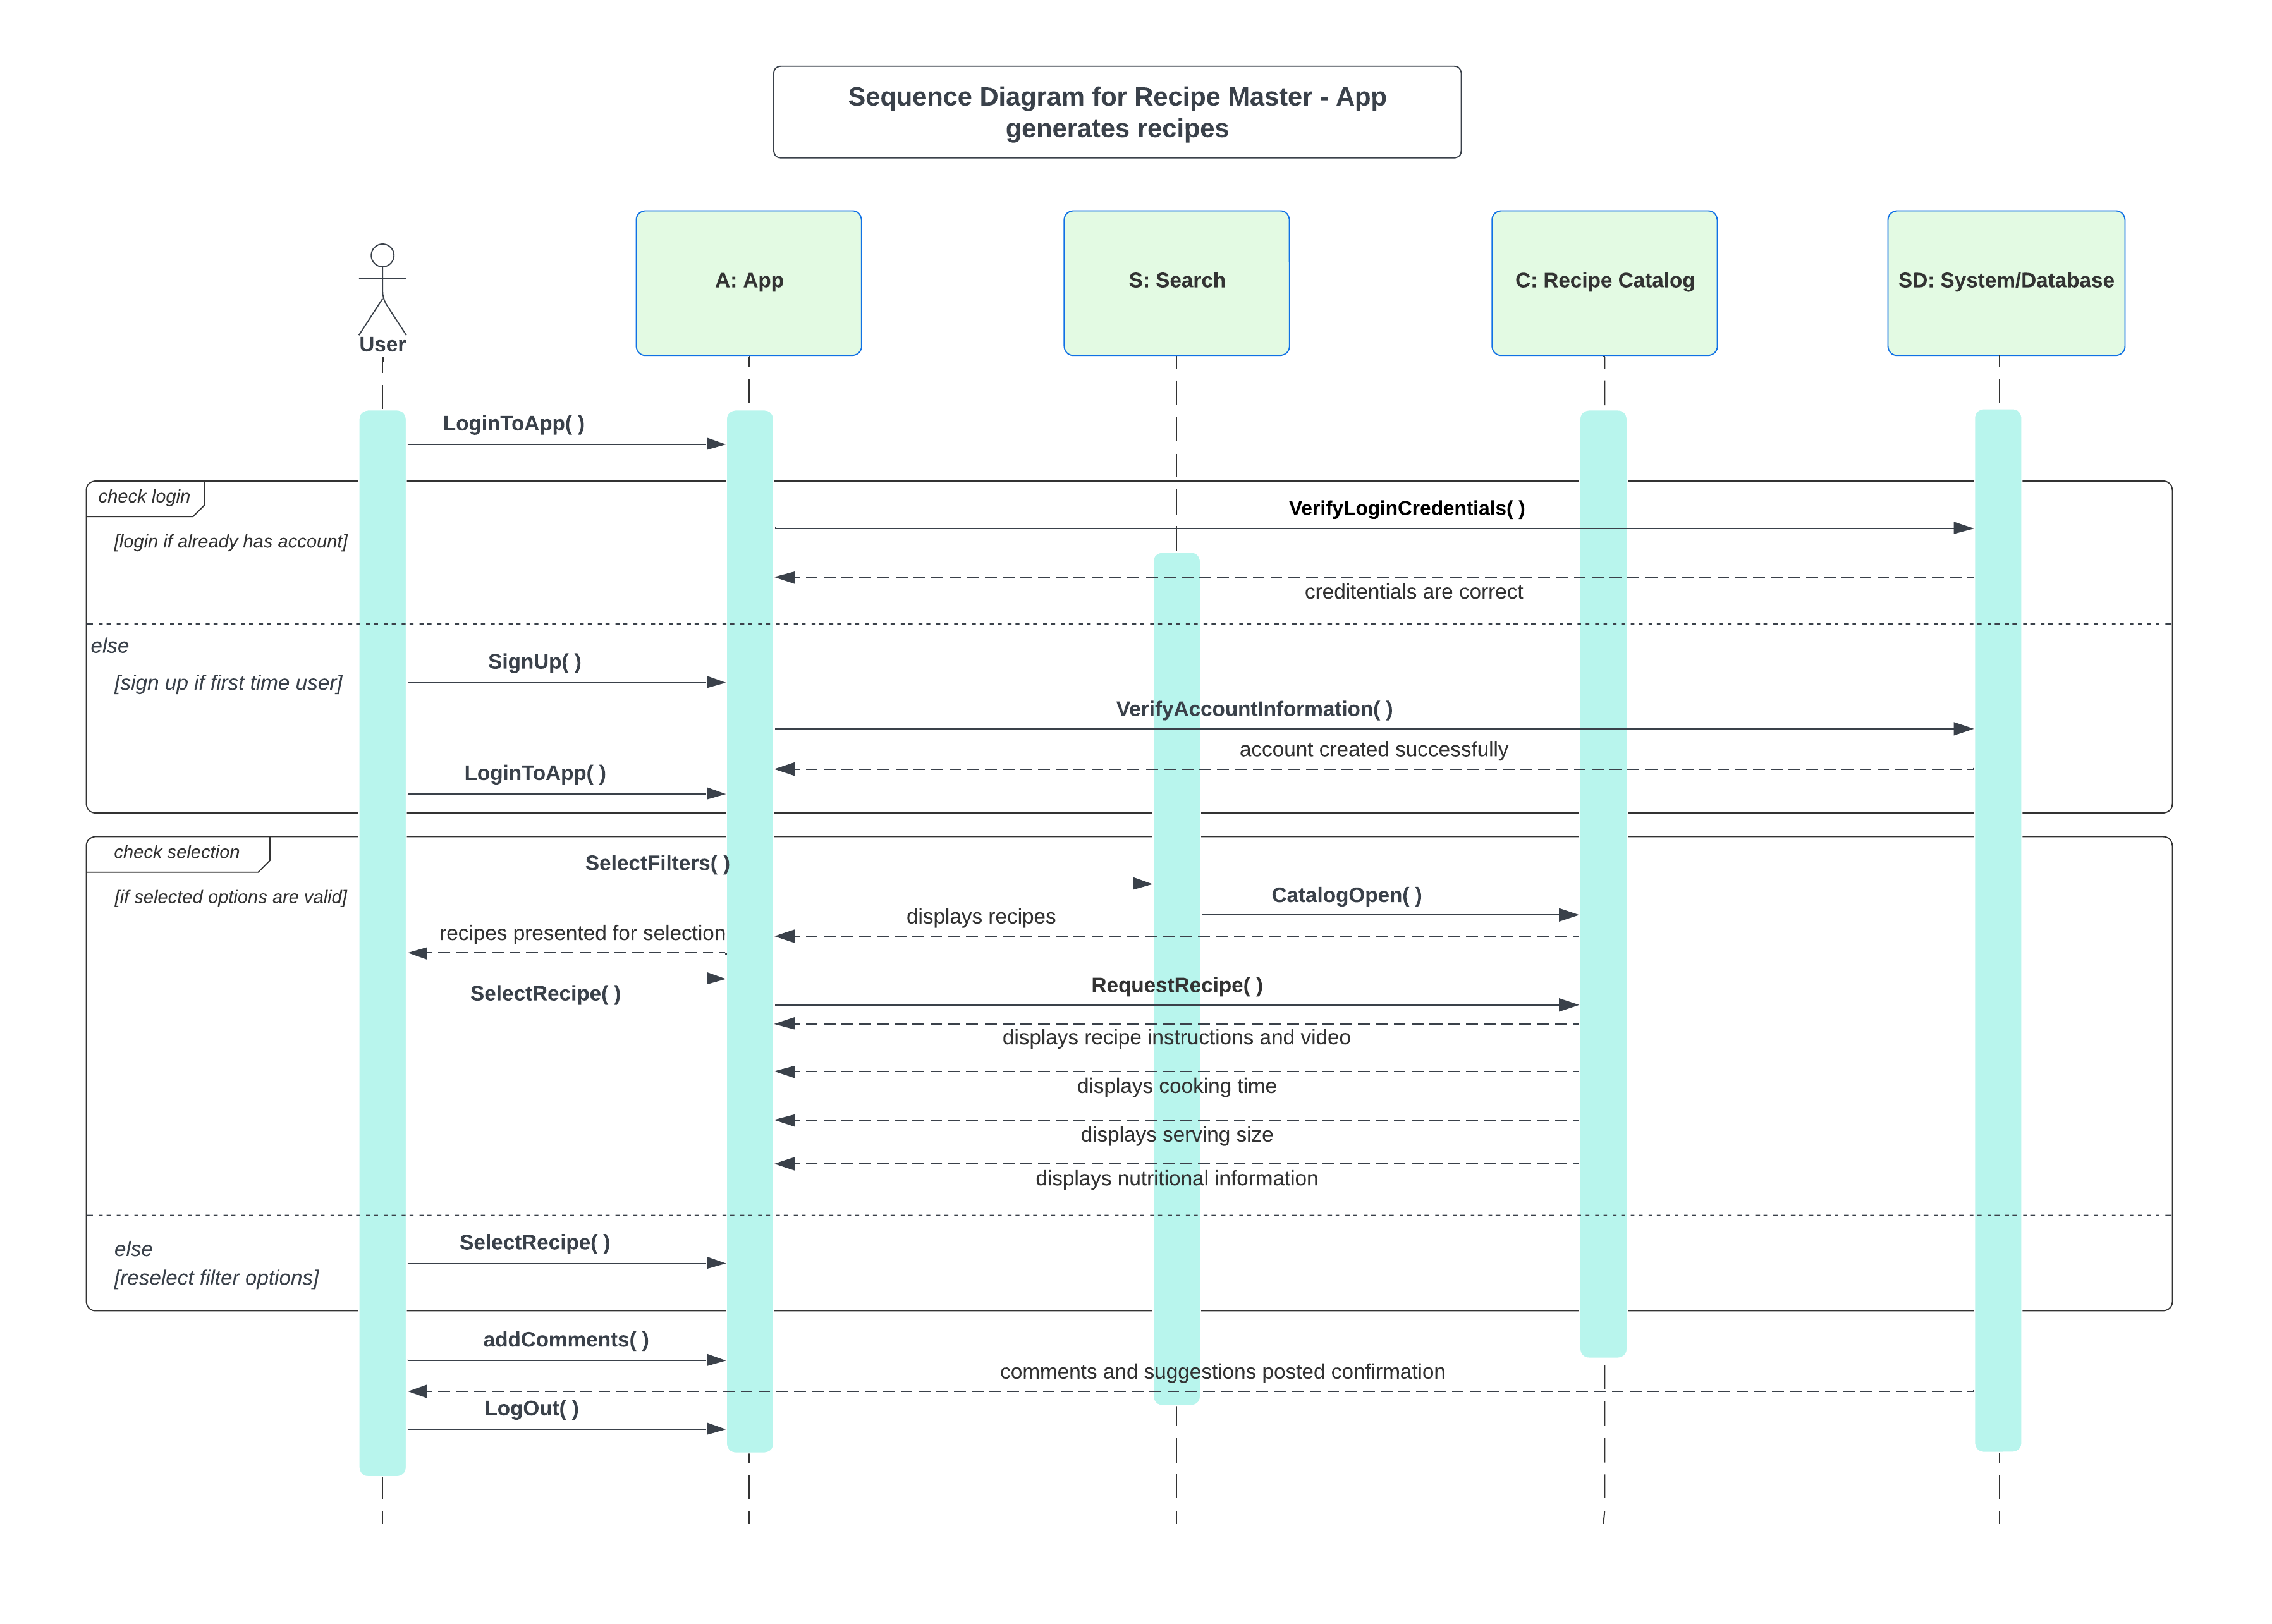 Sequence Diagram for Recipe Master - App
generates recipes
User
A: App
S: Search
C: Recipe Catalog
SD: System/Database
LoginToApp( )
check login
VerifyLoginCredentials( )
[login if already has account]
creditentials are correct
else
SignUp( )
[sign up if first time user]
VerifyAccountInformation( )
account created successfully
LoginToApp( )
check selection
SelectFilters( )
[if selected options are valid]
CatalogOpen( )
displays recipes
recipes presented for selection
SelectRecipe( )
RequestRecipe( )
displays recipe instructions and video
displays cooking time
displays serving size
displays nutritional information
SelectRecipe( )
else
[reselect filter options]
addComments( )
comments and suggestions posted confirmation
LogOut( )